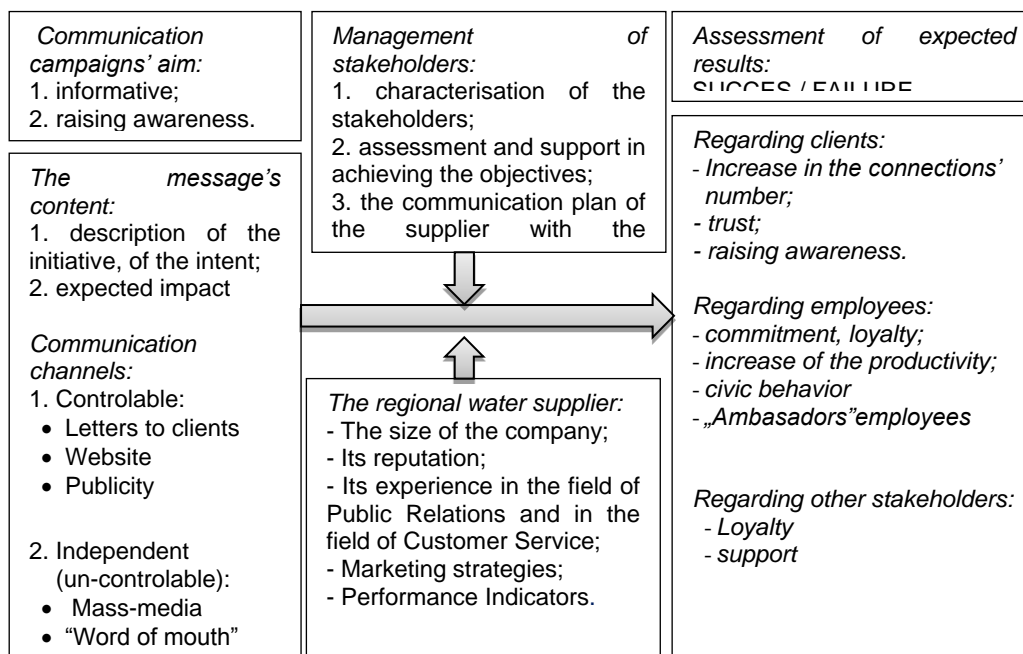 Communication
campaigns’ aim:
1. informative;
2. raising awareness.
The message’s
content:
1. description of the
initiative, of the intent;
2. expected impact
Communication
channels:
1. Controlable:
• Letters to clients
• Website
• Publicity
2. Independent
(un-controlable):
• Mass-media
• “Word of mouth”
Management of
stakeholders:
1. characterisation of the
stakeholders;
2. assessment and support in
achieving the objectives;
3. the communication plan of
the supplier with the
The regional water supplier:
- The size of the company;
- Its reputation;
- Its experience in the field of
Public Relations and in the
field of Customer Service;
- Marketing strategies;
- Performance Indicators.
Assessment of expected
results:
SUCCES / FAILURE
Regarding clients:
- Increase in the connections’
number;
- trust;
- raising awareness.
Regarding employees:
- commitment, loyalty;
- increase of the productivity;
- civic behavior
- „Ambasadors”employees
Regarding other stakeholders:
- Loyalty
- support